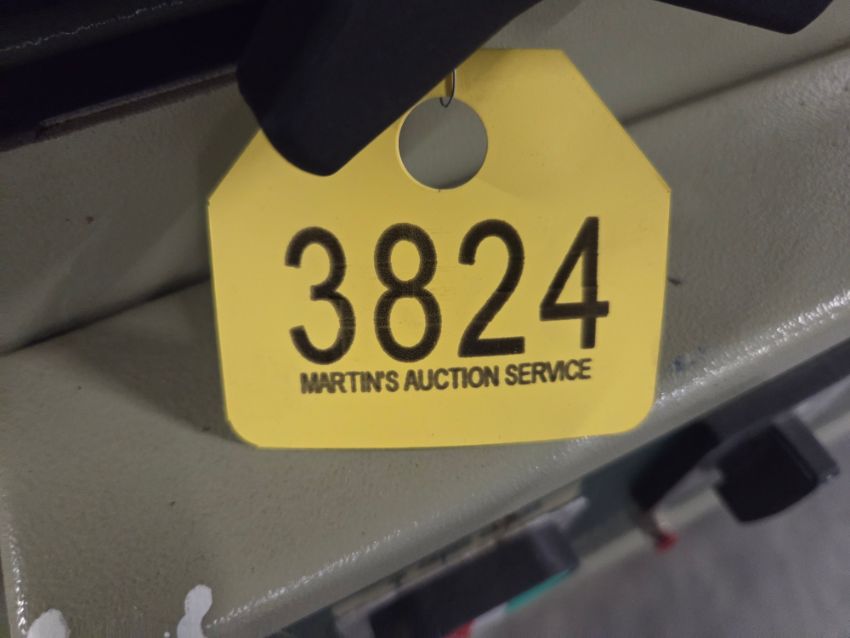 3824
MARTIN'S AUCTION SERVICE